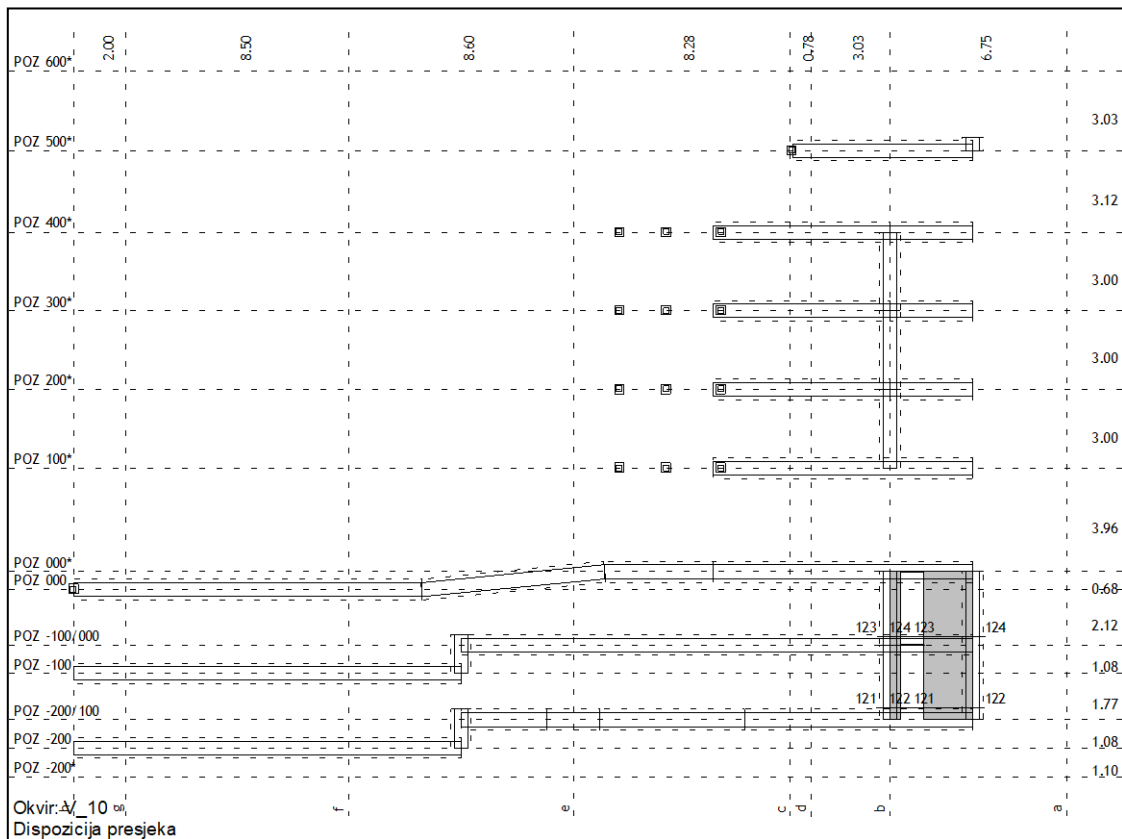 2.00
8.50
8.60
8.28
0.78
3.03
6.75
POZ 600*
3.03
POZ 500*
3.12
POZ 400*
3.00
POZ 300*
3.00
POZ 200*
3.00
POZ 100*
3.96
POZ 000*
POZ 000
0.68
2.12
POZ -100/000
123 124 123 124
POZ -100
1.08
1.77
121 122 121 122
POZ -200/100
POZ -200
1.08
POZ -200*
1.10
h g f e c d b a
Okvir: V_10
Dispozicija presjeka